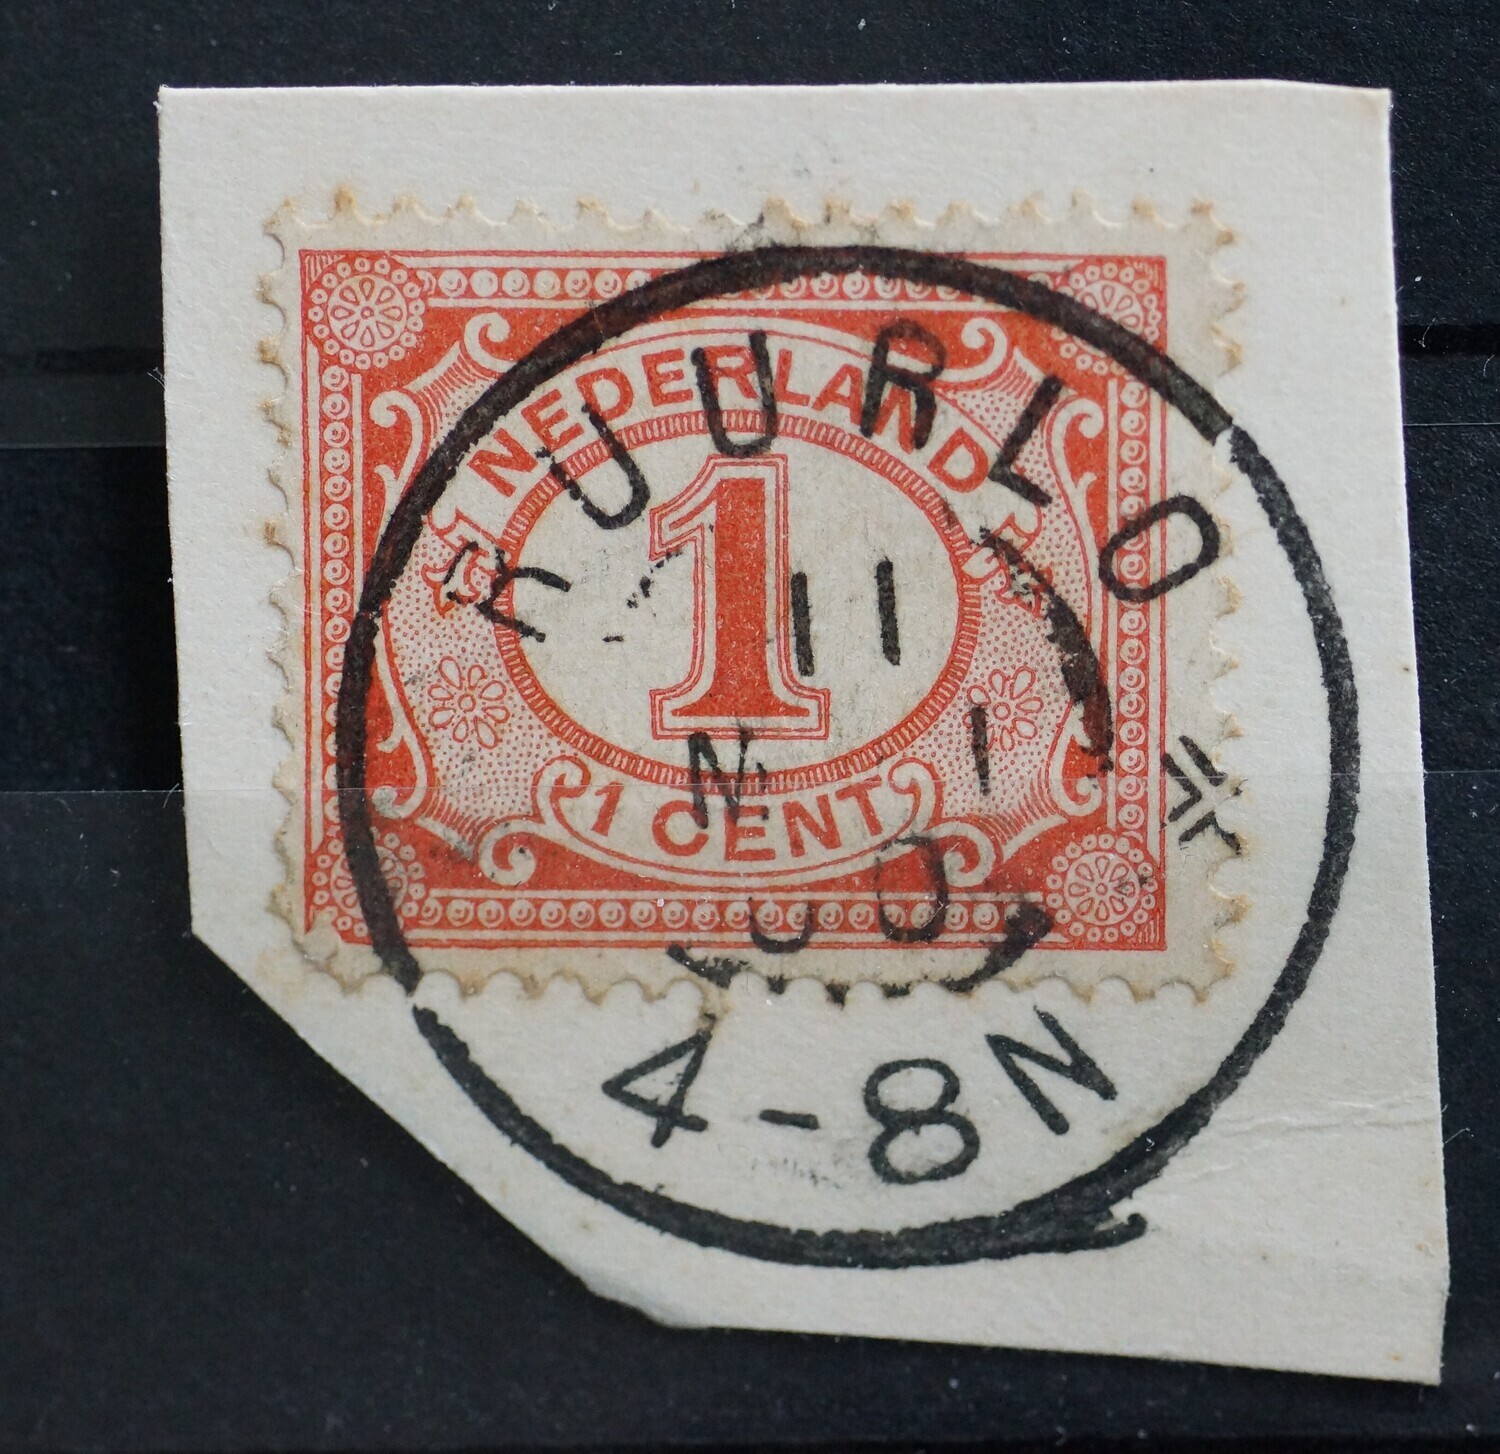 NEDERLAND
1
1 CENT
RUURLO
11
4-8N